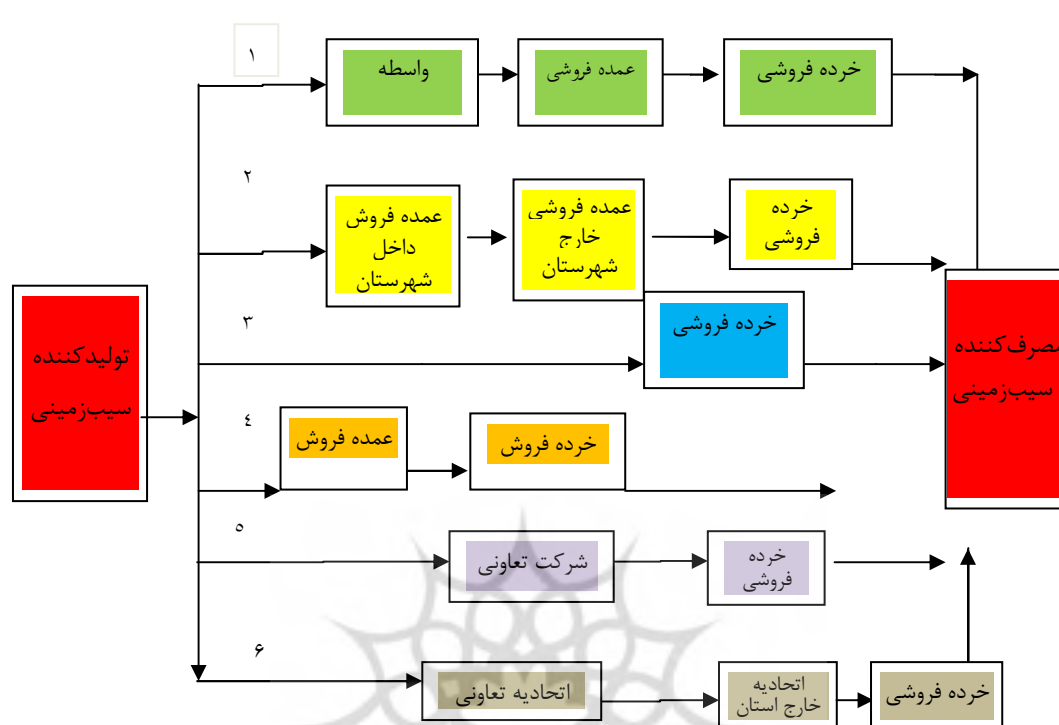 ۱
واسطه
عمده فروشی
خرده فروشی
۲
عمده فروش
داخل
شهرستان
عمده فروشی
خارج
شهرستان
خرده
فروشی
۳
خرده فروشی
تولیدکننده
سیب‌زمینی
مصرف‌کننده
سیب‌زمینی
٤
عمده فروش
خرده فروش
٥
شرکت تعاونی
خرده
فروشی
۶
اتحادیه تعاونی
اتحادیه
خارج استان
خرده فروشی